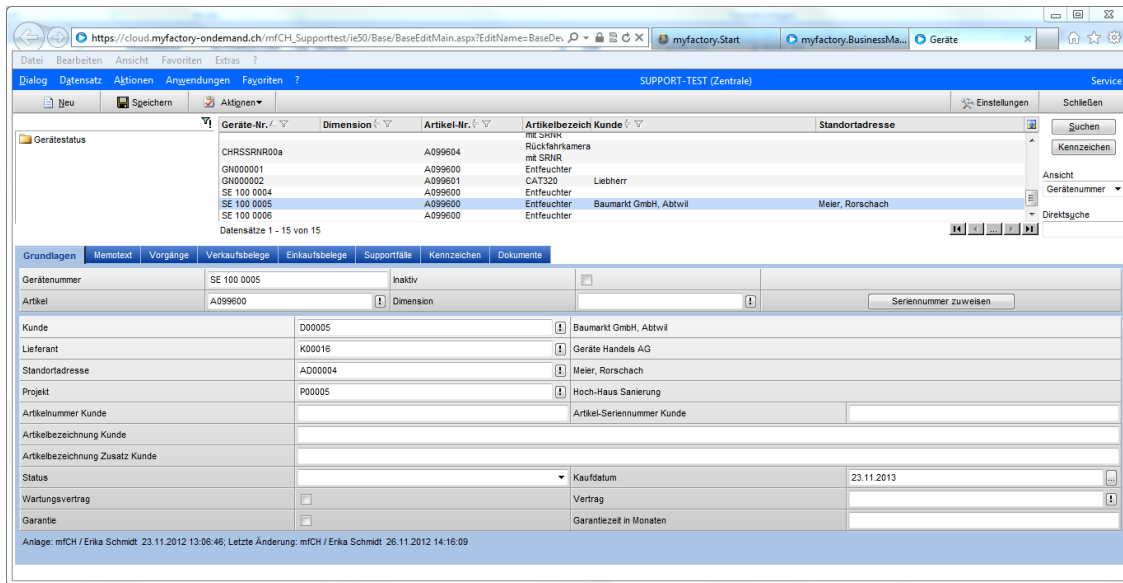 https://cloud.myfactory-ondemand.ch/mfCH_Supporttest/ie50/Base/BaseEditMain.aspx?EditName=BaseDev
myfactory.Start
myfactory.BusinessMa...
Geräte
Datei Bearbeiten Ansicht Favoriten Extras ?
Dialog Datensatz Aktionen Anwendungen Favoriten ? SUPPORT-TEST (Zentrale) Service
Neu Speichern Aktionen Einstellungen Schließen
Gerätestatus
Geräte-Nr. Dimension Artikel-Nr. Artikelbezeich Kunde Standortadresse
mit SRNR
CHRSSRNR00a A099604 Rückfahrkamera
mit SRNR
GN000001 A099600 Entfeuchter
GN000002 A099601 CAT320 Liebherr
SE 100 0004 A099600 Entfeuchter
SE 100 0005 A099600 Entfeuchter Baumarkt GmbH, Abtwil Meier, Rorschach
SE 100 0006 A099600 Entfeuchter
Datensätze 1 - 15 von 15
...
Suchen
Kennzeichen
Ansicht
Gerätenummer
Direktsuche
Grundlagen Memotext Vorgänge Verkaufsbelege Einkaufsbelege Supportfälle Kennzeichen Dokumente
Gerätenummer SE 100 0005 Inaktiv
Artikel A099600 ! Dimension ! Seriennummer zuweisen
Kunde D00005 ! Baumarkt GmbH, Abtwil
Lieferant K00016 ! Geräte Handels AG
Standortadresse AD00004 ! Meier, Rorschach
Projekt P00005 ! Hoch-Haus Sanierung
Artikelnummer Kunde Artikel-Seriennummer Kunde
Artikelbezeichnung Kunde
Artikelbezeichnung Zusatz Kunde
Status Kaufdatum 23.11.2013 ...
Wartungsvertrag Vertrag !
Garantie Garantiezeit in Monaten
Anlage: mfCH / Erika Schmidt 23.11.2012 13:06:46; Letzte Änderung: mfCH / Erika Schmidt 26.11.2012 14:16:09